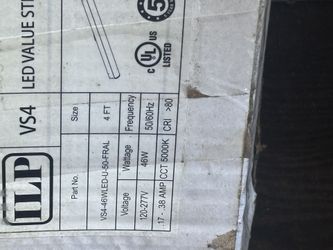 ILP
VS4
LED VALUE ST
5
C UL US
LISTED
Part No.
Size
VS4-46WLED-U-50-FRAL
4 FT
Voltage
Wattage
Frequency
120-277V
46W
50/60Hz
.17 - .38 AMP
CCT 5000K
CRI >80